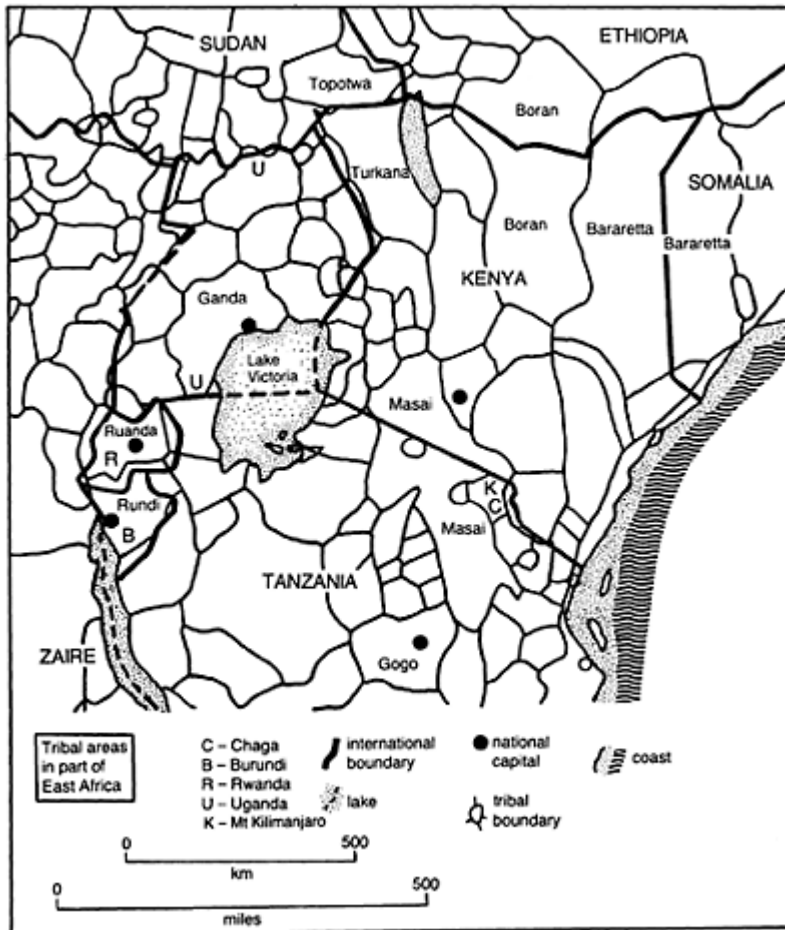 SUDAN
ETHIOPIA
Topotwa
Boran
U
Turkana
SOMALIA
Boran
Bararetta
Bararetta
KENYA
Ganda
Lake
Victoria
U
Masai
Ruanda
R
K
C
Rundi
Masai
B
TANZANIA
ZAIRE
Gogo
Tribal areas
in part of
East Africa
C – Chaga
B – Burundi
R – Rwanda
U – Uganda
K – Mt Kilimanjaro
international
boundary
lake
national
capital
tribal
boundary
coast
0 500
km
0 500
miles